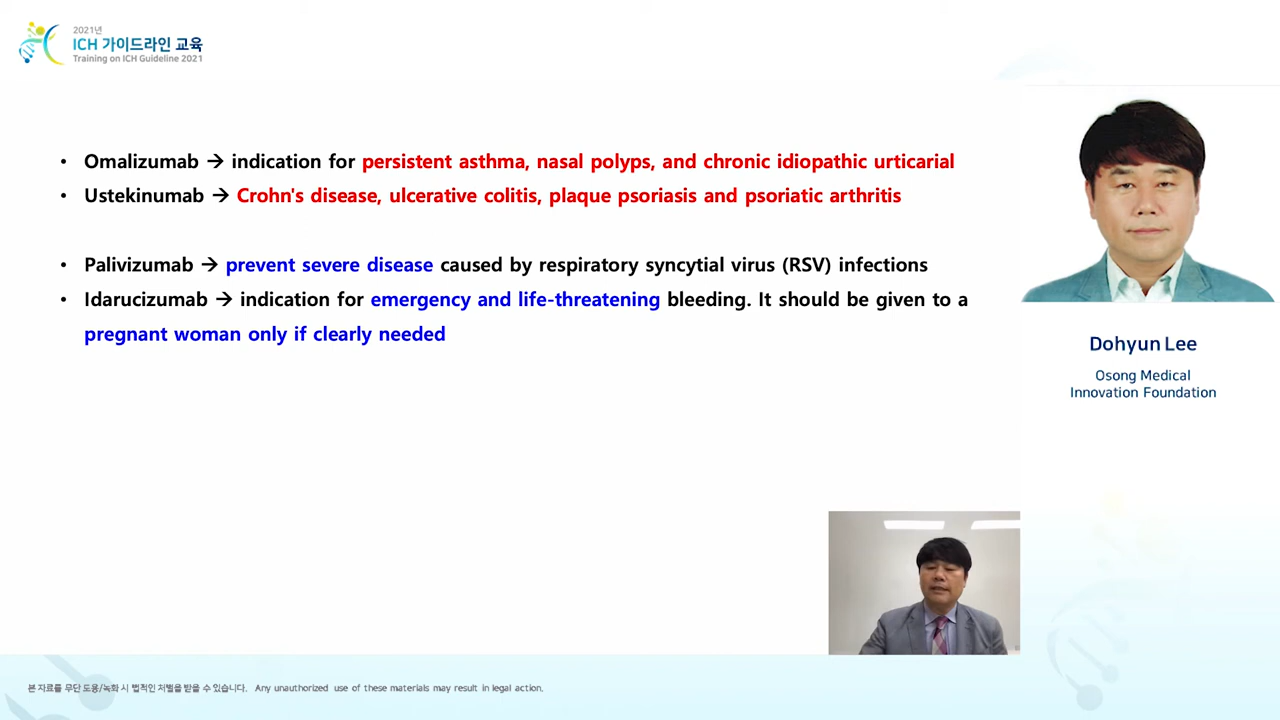 2021년
ICH 가이드라인 교육
Training on ICH Guideline 2021
• Omalizumab → indication for persistent asthma, nasal polyps, and chronic idiopathic urticarial
• Ustekinumab → Crohn's disease, ulcerative colitis, plaque psoriasis and psoriatic arthritis
• Palivizumab → prevent severe disease caused by respiratory syncytial virus (RSV) infections
• Idarucizumab → indication for emergency and life-threatening bleeding. It should be given to a
pregnant woman only if clearly needed
Dohyun Lee
Osong Medical
Innovation Foundation
본 자료를 무단 도용/녹화 시 법적인 처벌을 받을 수 있습니다. Any unauthorized use of these materials may result in legal action.